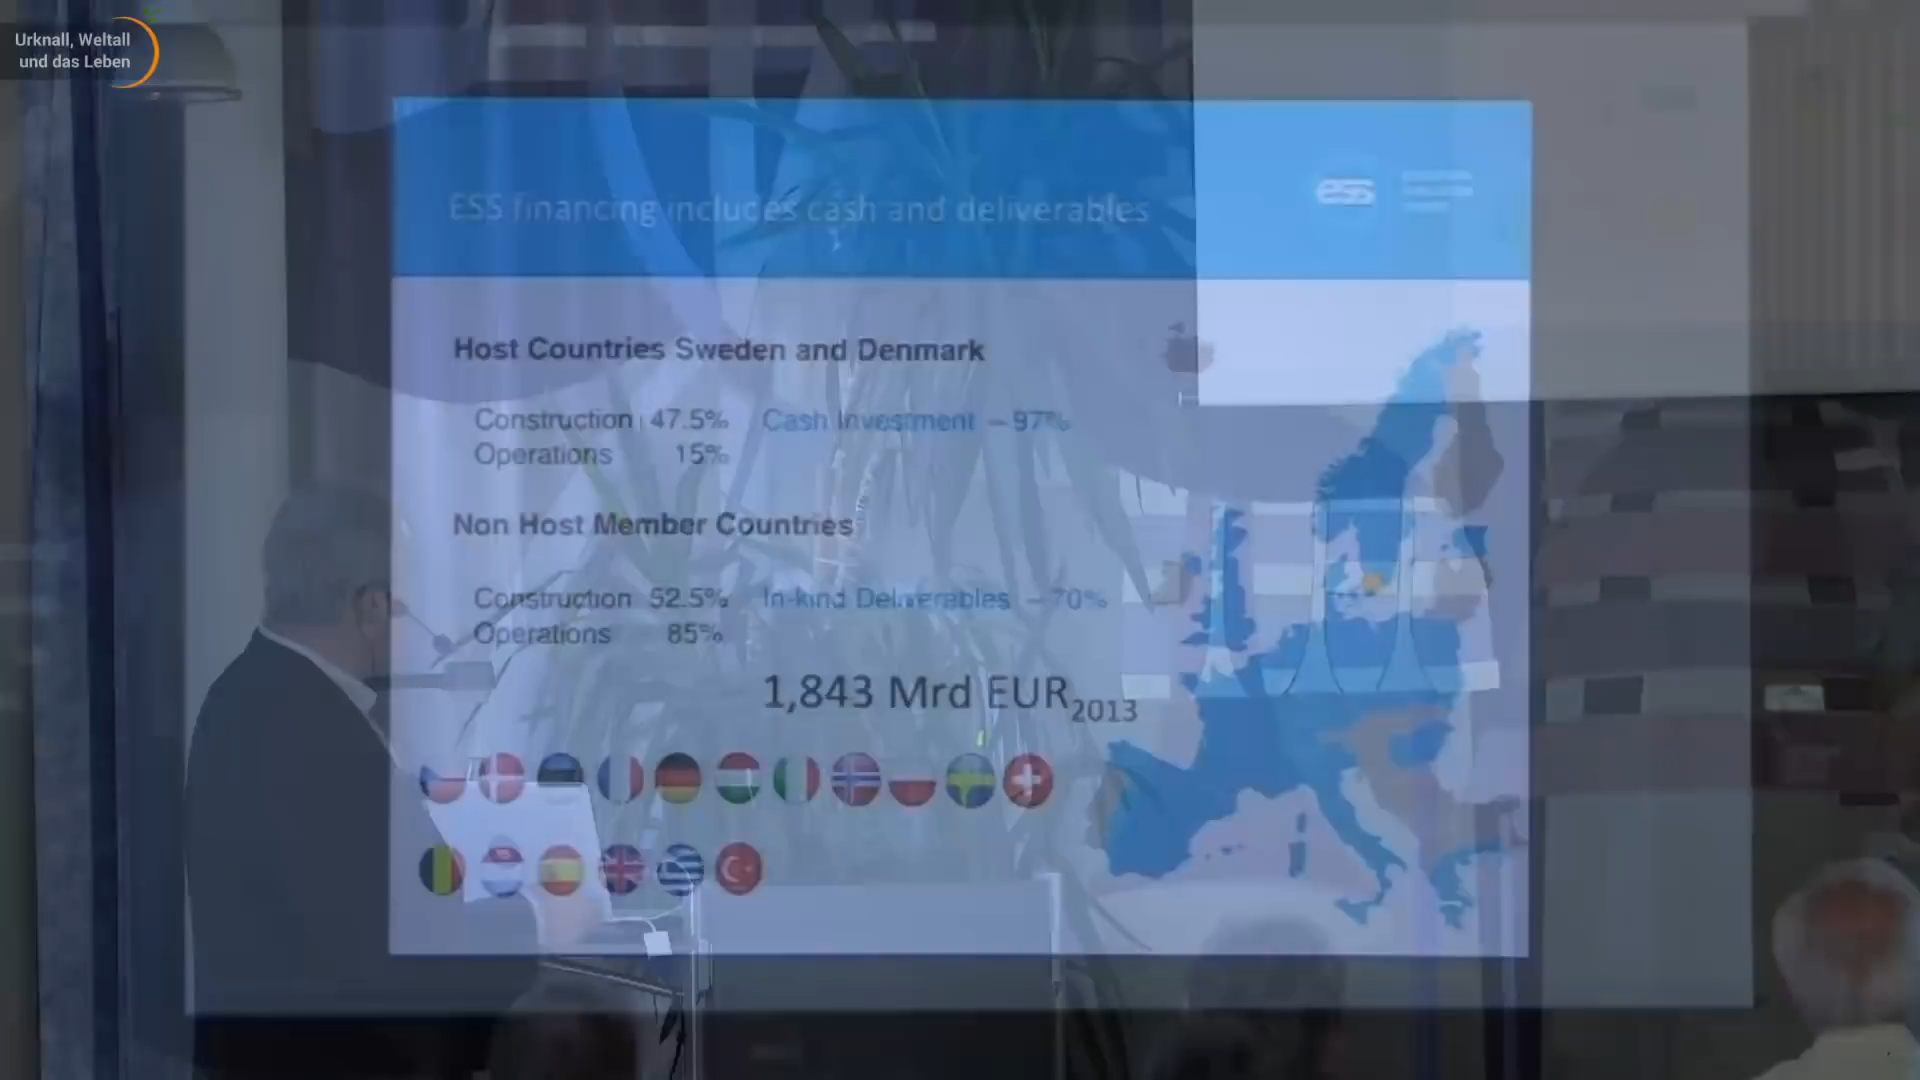 Urknall, Weltall
und das Leben
ESS financing includes cash and deliverables
ess
Host Countries Sweden and Denmark
Construction 47.5% Cash Investment – 97%
Operations 15%
Non Host Member Countries
Construction 52.5% In-kind Deliverables – 70%
Operations 85%
1,843 Mrd EUR2013